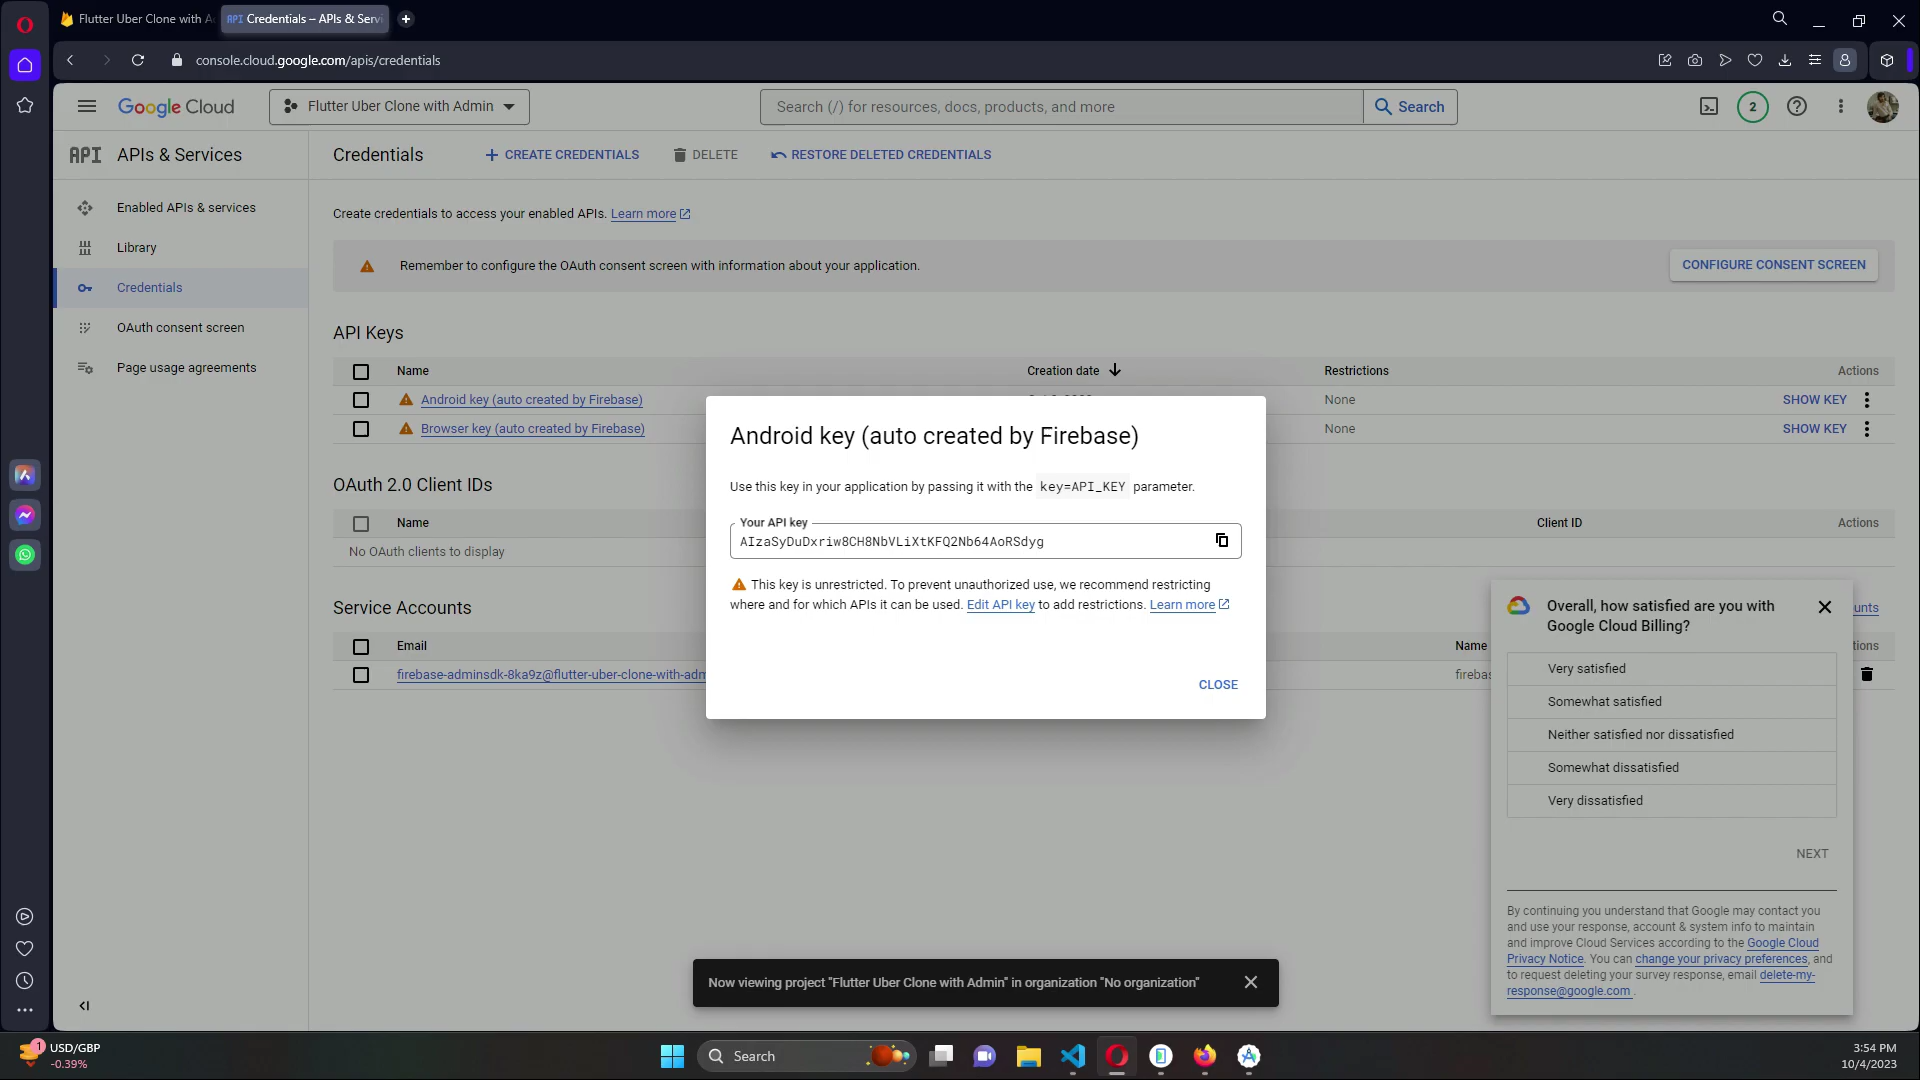 Flutter Uber Clone with A
API Credentials – APIs & Servi
console.cloud.google.com/apis/credentials
Google Cloud
Flutter Uber Clone with Admin
Search (/) for resources, docs, products, and more
Search
2
API APIs & Services
Credentials
CREATE CREDENTIALS
DELETE
RESTORE DELETED CREDENTIALS
Enabled APIs & services
Library
Credentials
OAuth consent screen
Page usage agreements
Create credentials to access your enabled APIs. Learn more
Remember to configure the OAuth consent screen with information about your application.
CONFIGURE CONSENT SCREEN
API Keys
Name Creation date Restrictions Actions
Android key (auto created by Firebase) None SHOW KEY
Browser key (auto created by Firebase) None SHOW KEY
OAuth 2.0 Client IDs
Name Client ID Actions
No OAuth clients to display
Service Accounts
Email Name
firebase-adminsdk-8ka9z@flutter-uber-clone-with-adm firebas
Android key (auto created by Firebase)
Use this key in your application by passing it with the key=API_KEY parameter.
Your API key
AIzaSyDuDxriw8CH8NbVLiXtKFQ2Nb64AoRSdyg
This key is unrestricted. To prevent unauthorized use, we recommend restricting
where and for which APIs it can be used. Edit API key to add restrictions. Learn more
CLOSE
Overall, how satisfied are you with
Google Cloud Billing?
unts
tions
Very satisfied
Somewhat satisfied
Neither satisfied nor dissatisfied
Somewhat dissatisfied
Very dissatisfied
NEXT
By continuing you understand that Google may contact you
and use your response, account & system info to maintain
and improve Cloud Services according to the Google Cloud
Privacy Notice. You can change your privacy preferences, and
to request deleting your survey response, email delete-my-
response@google.com .
Now viewing project "Flutter Uber Clone with Admin" in organization "No organization"
1
USD/GBP
-0.39%
Search
3:54 PM
10/4/2023